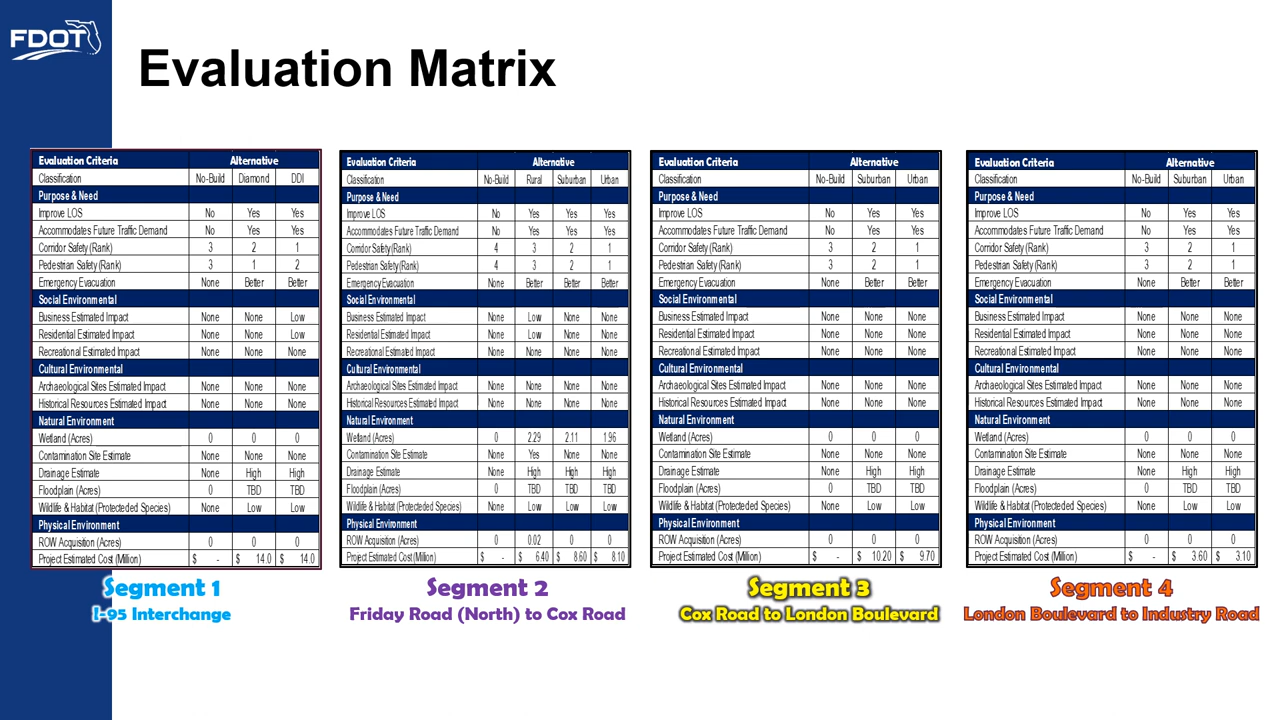 FDOT
Evaluation Matrix
Evaluation Criteria Alternative
Classification No-Build Diamond DDI
Purpose & Need
Improve LOS No Yes Yes
Accommodates Future Traffic Demand No Yes Yes
Corridor Safety (Rank) 3 2 1
Pedestrian Safety (Rank) 3 1 2
Emergency Evacuation None Better Better
Social Environmental
Business Estimated Impact None None Low
Residential Estimated Impact None None Low
Recreational Estimated Impact None None None
Cultural Environmental
Archaeological Sites Estimated Impact None None None
Historical Resources Estimated Impact None None None
Natural Environment
Wetland (Acres) 0 0 0
Contamination Site Estimate None None None
Drainage Estimate None High High
Floodplain (Acres) 0 TBD TBD
Wildlife & Habitat (Protecteded Species) None Low Low
Physical Environment
ROW Acquisition (Acres) 0 0 0
Project Estimated Cost (Million) $ - $ 14.0 $ 14.0
Segment 1
I-95 Interchange
Evaluation Criteria Alternative
Classification No-Build Rural Suburban Urban
Purpose & Need
Improve LOS No Yes Yes Yes
Accommodates Future Traffic Demand No Yes Yes Yes
Corridor Safety (Rank) 4 3 2 1
Pedestrian Safety (Rank) 4 3 2 1
Emergency Evacuation None Better Better Better
Social Environmental
Business Estimated Impact None Low None None
Residential Estimated Impact None Low None None
Recreational Estimated Impact None None None None
Cultural Environmental
Archaeological Sites Estimated Impact None None None None
Historical Resources Estimated Impact None None None None
Natural Environment
Wetland (Acres) 0 2.29 2.11 1.96
Contamination Site Estimate None Yes None None
Drainage Estimate None High High High
Floodplain (Acres) 0 TBD TBD TBD
Wildlife & Habitat (Protecteded Species) None Low Low Low
Physical Environment
ROW Acquisition (Acres) 0 0.02 0 0
Project Estimated Cost (Million) $ - $ 6.40 $ 8.60 $ 8.10
Segment 2
Friday Road (North) to Cox Road
Evaluation Criteria Alternative
Classification No-Build Suburban Urban
Purpose & Need
Improve LOS No Yes Yes
Accommodates Future Traffic Demand No Yes Yes
Corridor Safety (Rank) 3 2 1
Pedestrian Safety (Rank) 3 2 1
Emergency Evacuation None Better Better
Social Environmental
Business Estimated Impact None None None
Residential Estimated Impact None None None
Recreational Estimated Impact None None None
Cultural Environmental
Archaeological Sites Estimated Impact None None None
Historical Resources Estimated Impact None None None
Natural Environment
Wetland (Acres) 0 0 0
Contamination Site Estimate None None None
Drainage Estimate None High High
Floodplain (Acres) 0 TBD TBD
Wildlife & Habitat (Protecteded Species) None Low Low
Physical Environment
ROW Acquisition (Acres) 0 0 0
Project Estimated Cost (Million) $ - $ 10.20 $ 9.70
Segment 3
Cox Road to London Boulevard
Evaluation Criteria Alternative
Classification No-Build Suburban Urban
Purpose & Need
Improve LOS No Yes Yes
Accommodates Future Traffic Demand No Yes Yes
Corridor Safety (Rank) 3 2 1
Pedestrian Safety (Rank) 3 2 1
Emergency Evacuation None Better Better
Social Environmental
Business Estimated Impact None None None
Residential Estimated Impact None None None
Recreational Estimated Impact None None None
Cultural Environmental
Archaeological Sites Estimated Impact None None None
Historical Resources Estimated Impact None None None
Natural Environment
Wetland (Acres) 0 0 0
Contamination Site Estimate None None None
Drainage Estimate None High High
Floodplain (Acres) 0 TBD TBD
Wildlife & Habitat (Protecteded Species) None Low Low
Physical Environment
ROW Acquisition (Acres) 0 0 0
Project Estimated Cost (Million) $ - $ 3.60 $ 3.10
Segment 4
London Boulevard to Industry Road